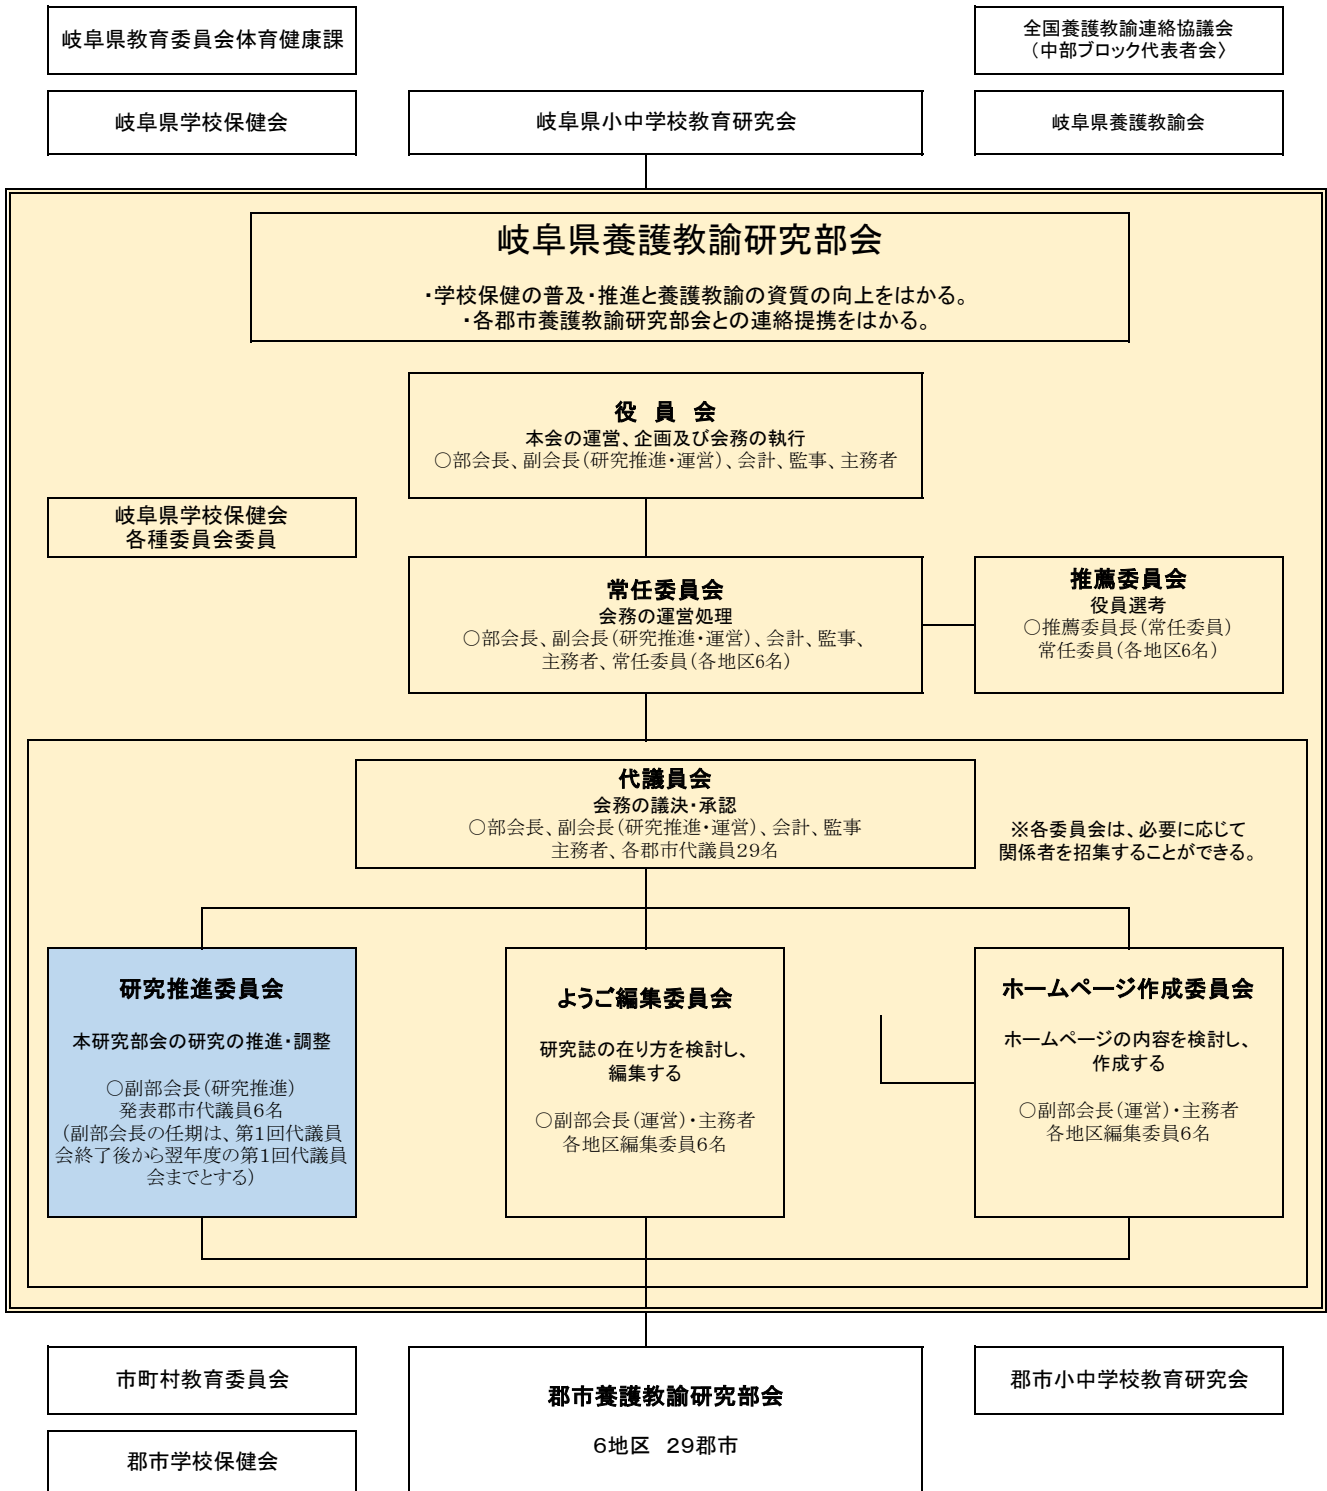 岐阜県教育委員会体育健康課
全国養護教諭連絡協議会
（中部ブロック代表者会〉
岐阜県学校保健会
岐阜県小中学校教育研究会
岐阜県養護教諭会
岐阜県養護教諭研究部会
・学校保健の普及・推進と養護教諭の資質の向上をはかる。
・各郡市養護教諭研究部会との連絡提携をはかる。
役　員　会
本会の運営、企画及び会務の執行
○部会長、副会長（研究推進・運営）、会計、監事、主務者
岐阜県学校保健会
各種委員会委員
常任委員会
会務の運営処理
○部会長、副会長（研究推進・運営）、会計、監事、
主務者、常任委員（各地区6名）
推薦委員会
役員選考
○推薦委員長（常任委員）
常任委員（各地区6名）
代議員会
会務の議決・承認
○部会長、副会長（研究推進・運営）、会計、監事
主務者、各郡市代議員29名
※各委員会は、必要に応じて
関係者を招集することができる。
研究推進委員会
本研究部会の研究の推進・調整
○副部会長（研究推進）
発表郡市代議員6名
（副部会長の任期は、第1回代議員
会終了後から翌年度の第1回代議員
会までとする）
ようご編集委員会
研究誌の在り方を検討し、
編集する
○副部会長（運営）・主務者
各地区編集委員6名
ホームページ作成委員会
ホームページの内容を検討し、
作成する
○副部会長（運営）・主務者
各地区編集委員6名
市町村教育委員会
郡市学校保健会
郡市養護教諭研究部会
6地区　29郡市
郡市小中学校教育研究会